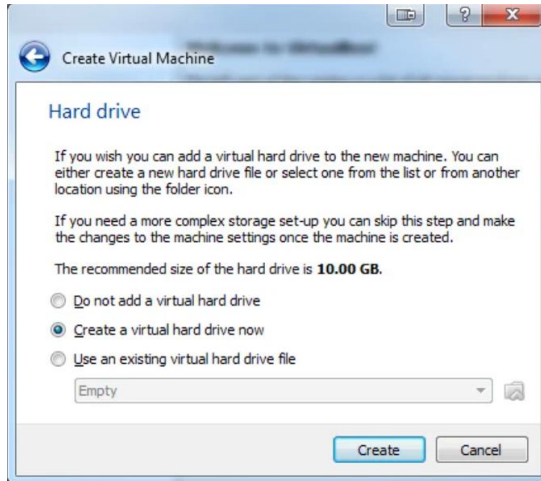 Create Virtual Machine
Hard drive
If you wish you can add a virtual hard drive to the new machine. You can
either create a new hard drive file or select one from the list or from another
location using the folder icon.
If you need a more complex storage set-up you can skip this step and make
the changes to the machine settings once the machine is created.
The recommended size of the hard drive is 10.00 GB.
Do not add a virtual hard drive
Create a virtual hard drive now
Use an existing virtual hard drive file
Empty
Create Cancel